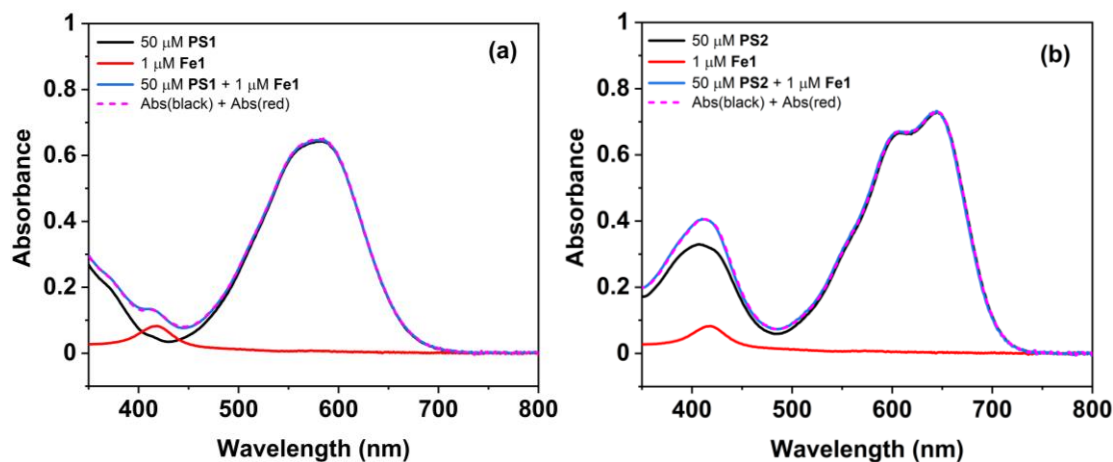 (a)
50 μM PS1
1 μM Fe1
50 μM PS1 + 1 μM Fe1
Abs(black) + Abs(red)
Absorbance
1
0.8
0.6
0.4
0.2
0
400
500
600
700
800
Wavelength (nm)
(b)
50 μM PS2
1 μM Fe1
50 μM PS2 + 1 μM Fe1
Abs(black) + Abs(red)
Absorbance
1
0.8
0.6
0.4
0.2
0
400
500
600
700
800
Wavelength (nm)